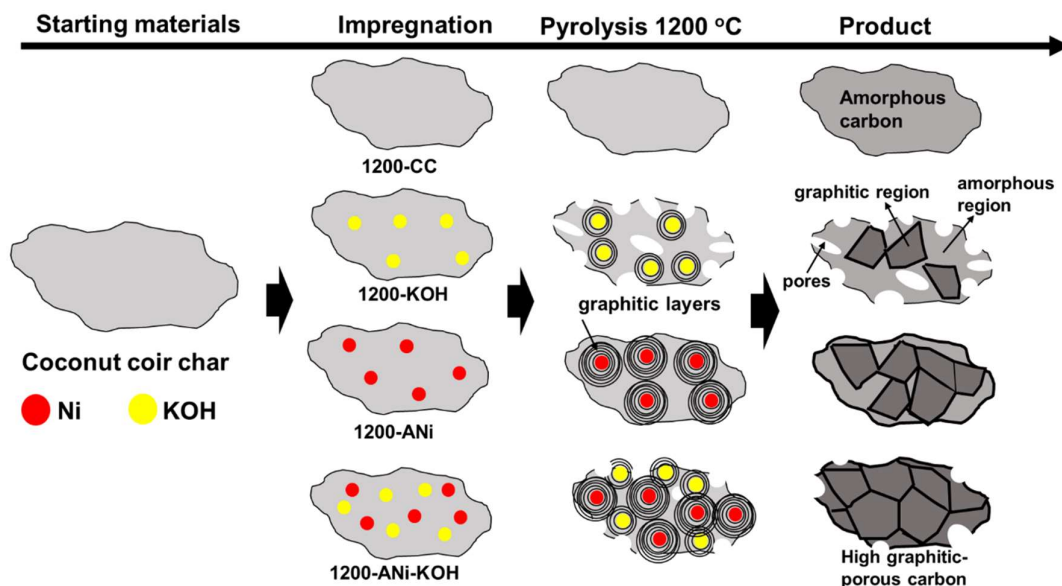 Starting materials
Impregnation
Pyrolysis 1200 °C
Product
Amorphous
carbon
1200-CC
graphitic region
amorphous
region
pores
1200-KOH
graphitic layers
Coconut coir char
Ni
KOH
1200-ANi
1200-ANi-KOH
High graphitic-
porous carbon